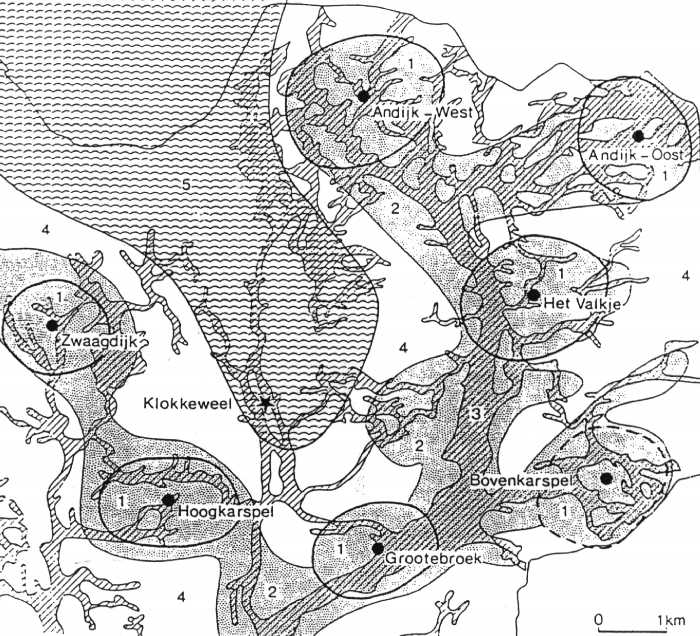 1
Andijk-West
Andijk-Oost
1
5
2
4
4
1
1
Het Valkje
Zwaagdijk
4
Klokkeweel
3
2
Bovenkarspel
1
Hoogkarspel
1
1
Grootebroek
2
4
0 1km